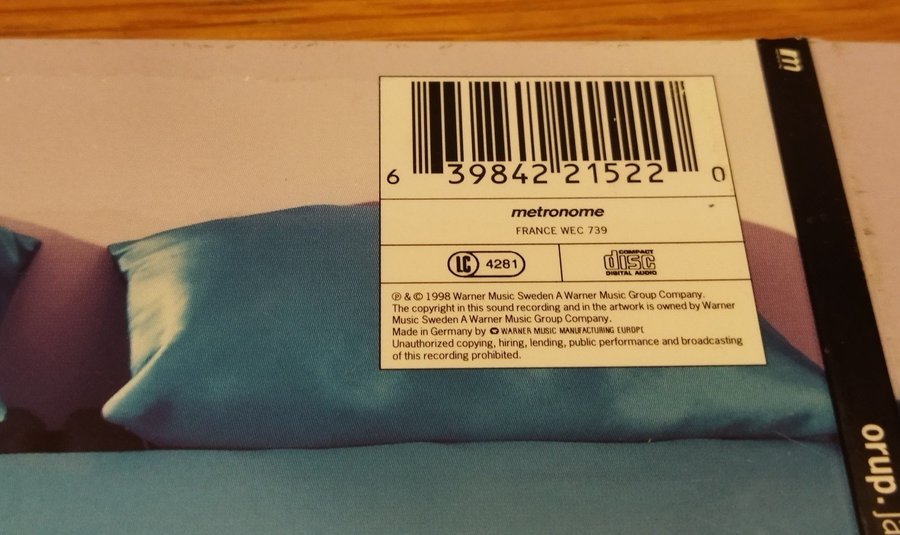 6 39842 21522 0
metronome
FRANCE WEC 739
LC 4281
COMPACT
disc
DIGITAL AUDIO
℗ & © 1998 Warner Music Sweden A Warner Music Group Company.
The copyright in this sound recording and in the artwork is owned by Warner
Music Sweden A Warner Music Group Company.
Made in Germany by WARNER MUSIC MANUFACTURING EUROPE
Unauthorized copying, hiring, lending, public performance and broadcasting
of this recording prohibited.
m
orup.